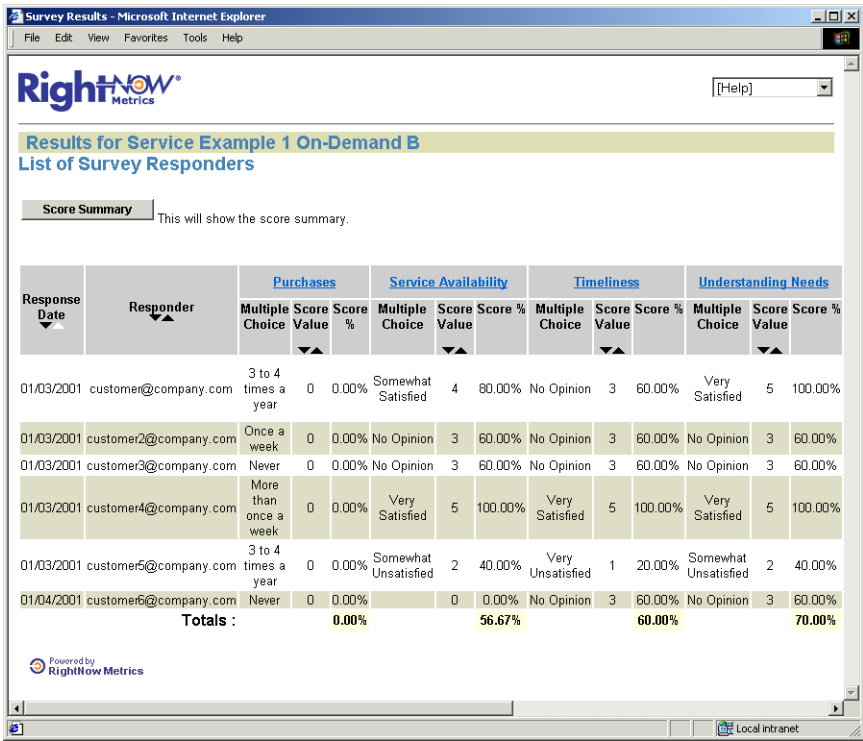 Survey Results - Microsoft Internet Explorer
File Edit View Favorites Tools Help
RightNOW
Metrics
[Help]
Results for Service Example 1 On-Demand B
List of Survey Responders
Score Summary This will show the score summary.
Purchases Service Availability Timeliness Understanding Needs
Response Date Responder Multiple Choice Score Value Score % Multiple Choice Score Value Score % Multiple Choice Score Value Score % Multiple Choice Score Value Score %
01/03/2001 customer@company.com 3 to 4 times a year 0 0.00% Somewhat Satisfied 4 80.00% No Opinion 3 60.00% Very Satisfied 5 100.00%
01/03/2001 customer2@company.com Once a week 0 0.00% No Opinion 3 60.00% No Opinion 3 60.00% No Opinion 3 60.00%
01/03/2001 customer3@company.com Never 0 0.00% No Opinion 3 60.00% No Opinion 3 60.00% No Opinion 3 60.00%
01/03/2001 customer4@company.com More than once a week 0 0.00% Very Satisfied 5 100.00% Very Satisfied 5 100.00% Very Satisfied 5 100.00%
01/03/2001 customer5@company.com 3 to 4 times a year 0 0.00% Somewhat Unsatisfied 2 40.00% Very Unsatisfied 1 20.00% Somewhat Unsatisfied 2 40.00%
01/04/2001 customer6@company.com Never 0 0.00% 0 0.00% No Opinion 3 60.00% No Opinion 3 60.00%
Totals : 0.00% 56.67% 60.00% 70.00%
Powered by
RightNow Metrics
Local intranet